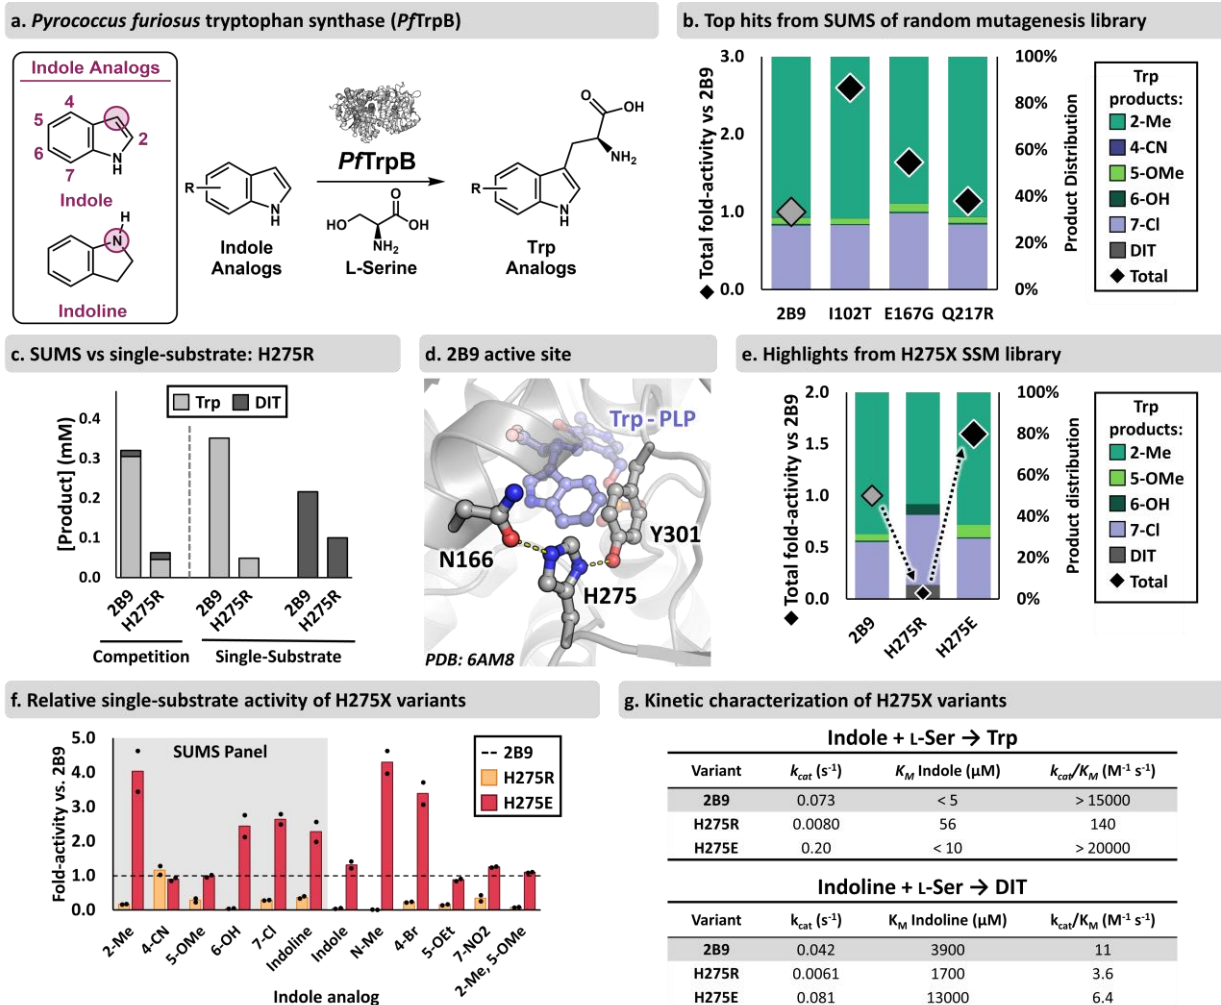 a. Pyrococcus furiosus tryptophan synthase (PfTrpB)
Indole Analogs
4
5
6
7
2
N
H
Indole
H
N
Indoline
R
N
H
Indole
Analogs
PfTrpB
HO
O
OH
NH2
L-Serine
O
OH
NH2
R
N
H
Trp
Analogs
b. Top hits from SUMS of random mutagenesis library
◆ Total fold-activity vs 2B9
3.0
2.0
1.0
0.0
100%
80%
60%
40%
20%
0%
Product Distribution
2B9 I102T E167G Q217R
Trp
products:
2-Me
4-CN
5-OMe
6-OH
7-Cl
DIT
◆ Total
c. SUMS vs single-substrate: H275R
Trp DIT
[Product] (mM)
0.4
0.3
0.2
0.1
0.0
2B9 H275R 2B9 H275R 2B9 H275R
Competition Single-Substrate
d. 2B9 active site
Trp - PLP
N166
Y301
H275
PDB: 6AM8
e. Highlights from H275X SSM library
◆ Total fold-activity vs 2B9
2.0
1.5
1.0
0.5
0.0
100%
80%
60%
40%
20%
0%
Product distribution
2B9 H275R H275E
Trp
products:
2-Me
5-OMe
6-OH
7-Cl
DIT
◆ Total
f. Relative single-substrate activity of H275X variants
Fold-activity vs. 2B9
5.0
4.0
3.0
2.0
1.0
0.0
SUMS Panel
2B9
H275R
H275E
2-Me 4-CN 5-OMe 6-OH 7-Cl Indoline Indole N-Me 4-Br 5-OEt 7-NO2 2-Me, 5-OMe
Indole analog
g. Kinetic characterization of H275X variants
Indole + L-Ser → Trp
Variant kcat (s-1) KM Indole (μM) kcat/KM (M-1 s-1)
2B9 0.073 < 5 > 15000
H275R 0.0080 56 140
H275E 0.20 < 10 > 20000
Indoline + L-Ser → DIT
Variant kcat (s-1) KM Indoline (μM) kcat/KM (M-1 s-1)
2B9 0.042 3900 11
H275R 0.0061 1700 3.6
H275E 0.081 13000 6.4